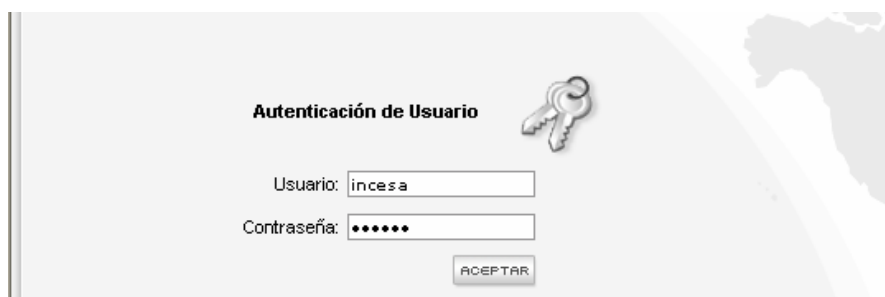 Autenticación de Usuario
Usuario: incesa
Contraseña: ••••••
ACEPTAR